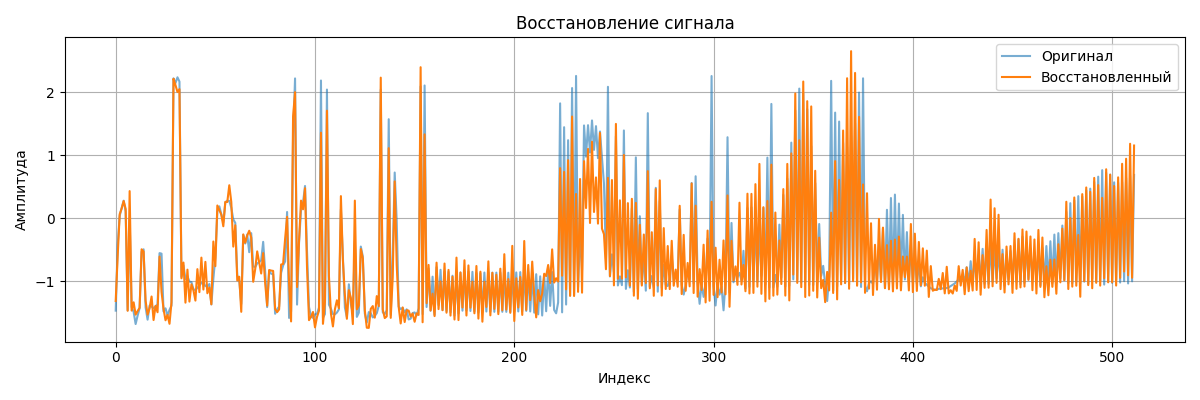 Восстановление сигнала
Оригинал
Восстановленный
Амплитуда
2
1
0
−1
0
100
200
300
400
500
Индекс